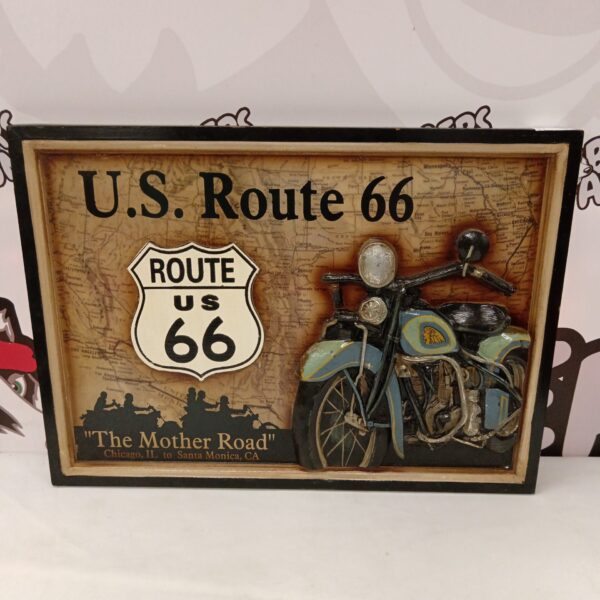 U.S. Route 66
ROUTE
US
66
"The Mother Road"
Chicago, IL to Santa Monica, CA